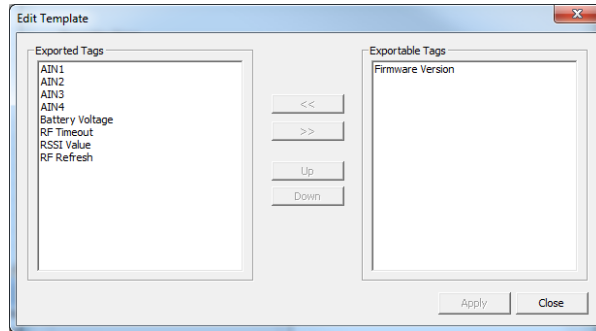 Edit Template
x
Exported Tags
AIN1
AIN2
AIN3
AIN4
Battery Voltage
RF Timeout
RSSI Value
RF Refresh
<<
>>
Up
Down
Exportable Tags
Firmware Version
Apply
Close